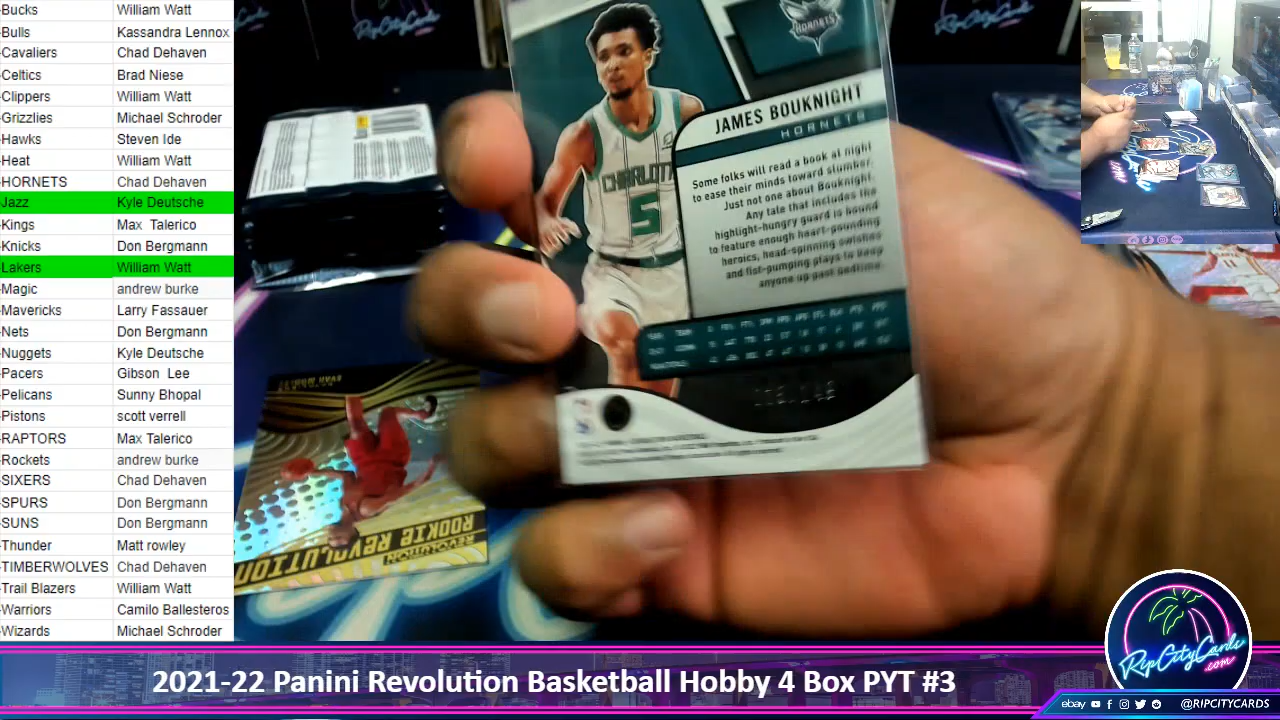 -Bucks William Watt
-Bulls Kassandra Lennox
-Cavaliers Chad Dehaven
-Celtics Brad Niese
-Clippers William Watt
-Grizzlies Michael Schroder
-Hawks Steven Ide
-Heat William Watt
-HORNETS Chad Dehaven
-Jazz Kyle Deutsche
-Kings Max Talerico
-Knicks Don Bergmann
-Lakers William Watt
-Magic andrew burke
-Mavericks Larry Fassauer
-Nets Don Bergmann
-Nuggets Kyle Deutsche
-Pacers Gibson Lee
-Pelicans Sunny Bhopal
-Pistons scott verrell
-RAPTORS Max Talerico
-Rockets andrew burke
-SIXERS Chad Dehaven
-SPURS Don Bergmann
-SUNS Don Bergmann
-Thunder Matt rowley
-TIMBERWOLVES Chad Dehaven
-Trail Blazers William Watt
-Warriors Camilo Ballesteros
-Wizards Michael Schroder
HORNETS
JAMES BOUKNIGHT
HORNETS
Some folks will read a book at night
to ease their minds toward slumber.
Just not one about Bouknight.
Any tale that includes the
highlight-hungry guard is bound
to feature enough heart-pounding
heroics, head-spinning swishes
and fist-pumping plays to keep
anyone up past bedtime.
CHARLOTTE
5
REVOLUTION
ROOKIE REVOLUTION
RipCityCards
.com
2021-22 Panini Revolution Basketball Hobby 4 Box PYT #3
ebay @RIPCITYCARDS